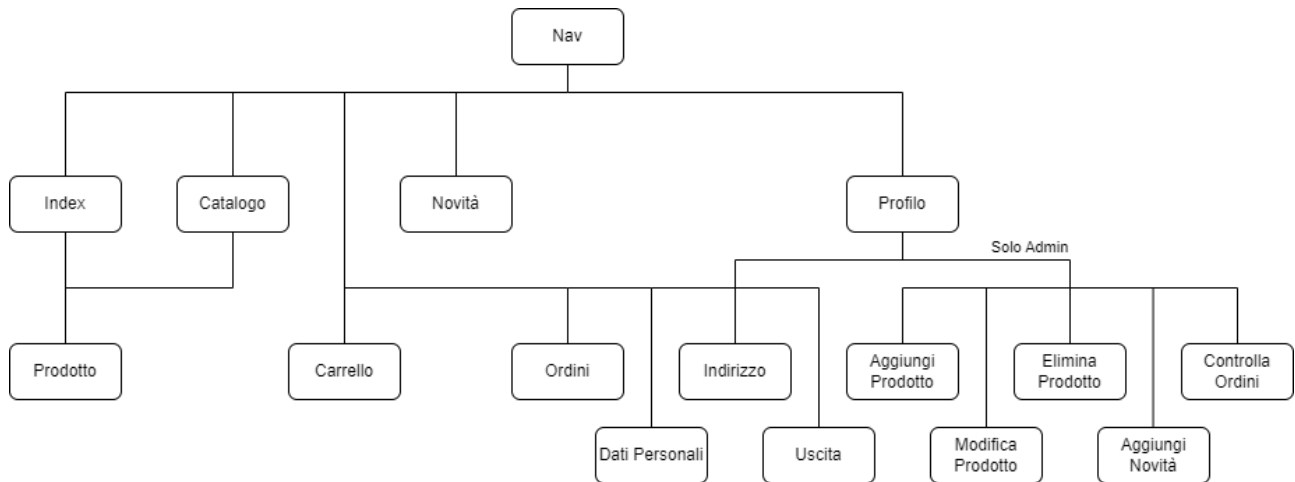 Nav
Index
Catalogo
Novità
Profilo
Solo Admin
Prodotto
Carrello
Ordini
Indirizzo
Aggiungi
Prodotto
Elimina
Prodotto
Controlla
Ordini
Dati Personali
Uscita
Modifica
Prodotto
Aggiungi
Novità